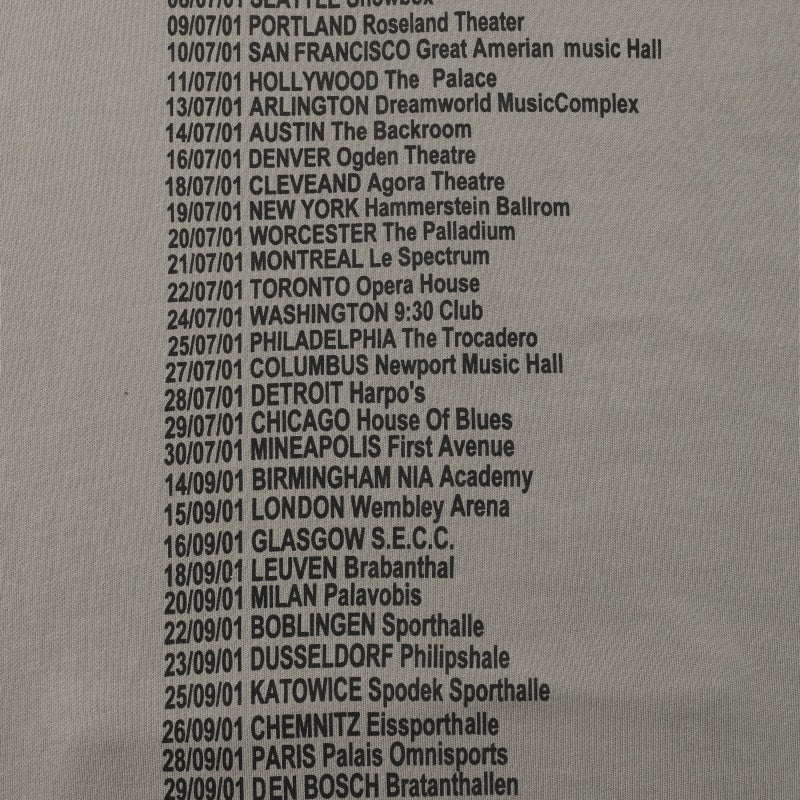 08/07/01 SEATTLE Showbox
09/07/01 PORTLAND Roseland Theater
10/07/01 SAN FRANCISCO Great Amerian music Hall
11/07/01 HOLLYWOOD The Palace
13/07/01 ARLINGTON Dreamworld MusicComplex
14/07/01 AUSTIN The Backroom
16/07/01 DENVER Ogden Theatre
18/07/01 CLEVEAND Agora Theatre
19/07/01 NEW YORK Hammerstein Ballrom
20/07/01 WORCESTER The Palladium
21/07/01 MONTREAL Le Spectrum
22/07/01 TORONTO Opera House
24/07/01 WASHINGTON 9:30 Club
25/07/01 PHILADELPHIA The Trocadero
27/07/01 COLUMBUS Newport Music Hall
28/07/01 DETROIT Harpo's
29/07/01 CHICAGO House Of Blues
30/07/01 MINEAPOLIS First Avenue
14/09/01 BIRMINGHAM NIA Academy
15/09/01 LONDON Wembley Arena
16/09/01 GLASGOW S.E.C.C.
18/09/01 LEUVEN Brabanthal
20/09/01 MILAN Palavobis
22/09/01 BOBLINGEN Sporthalle
23/09/01 DUSSELDORF Philipshale
25/09/01 KATOWICE Spodek Sporthalle
26/09/01 CHEMNITZ Eissporthalle
28/09/01 PARIS Palais Omnisports
29/09/01 DEN BOSCH Bratanthallen